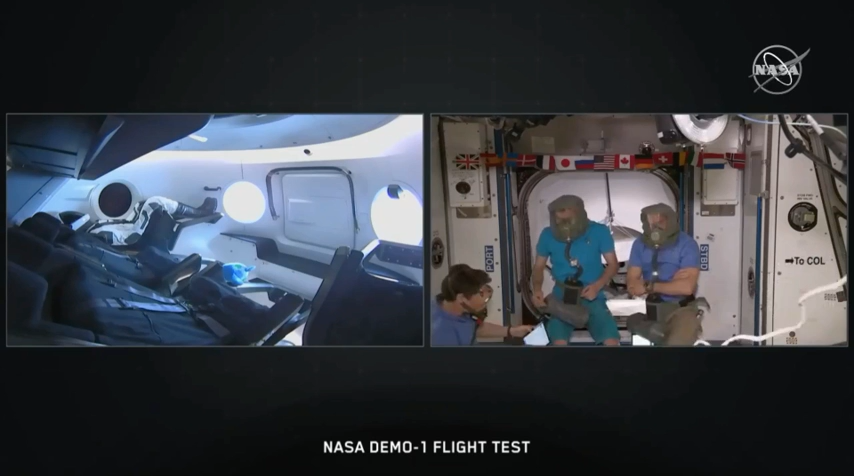 NASA
PORT
STBD
➡To COL
NASA DEMO-1 FLIGHT TEST